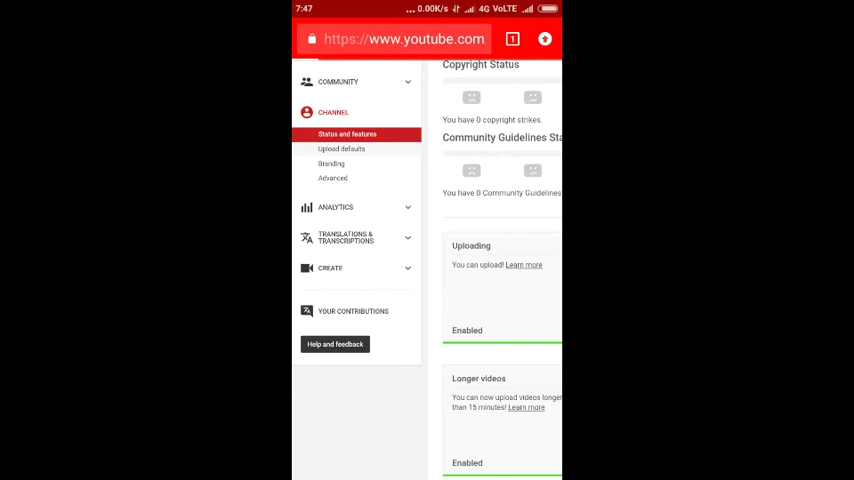 7:47
... 0.00K/s 4G VoLTE
https://www.youtube.com
1
COMMUNITY
CHANNEL
Status and features
Upload defaults
Branding
Advanced
ANALYTICS
TRANSLATIONS &
TRANSCRIPTIONS
CREATE
YOUR CONTRIBUTIONS
Help and feedback
Copyright Status
You have 0 copyright strikes.
Community Guidelines Sta
You have 0 Community Guidelines
Uploading
You can upload! Learn more
Enabled
Longer videos
You can now upload videos longe
than 15 minutes! Learn more
Enabled